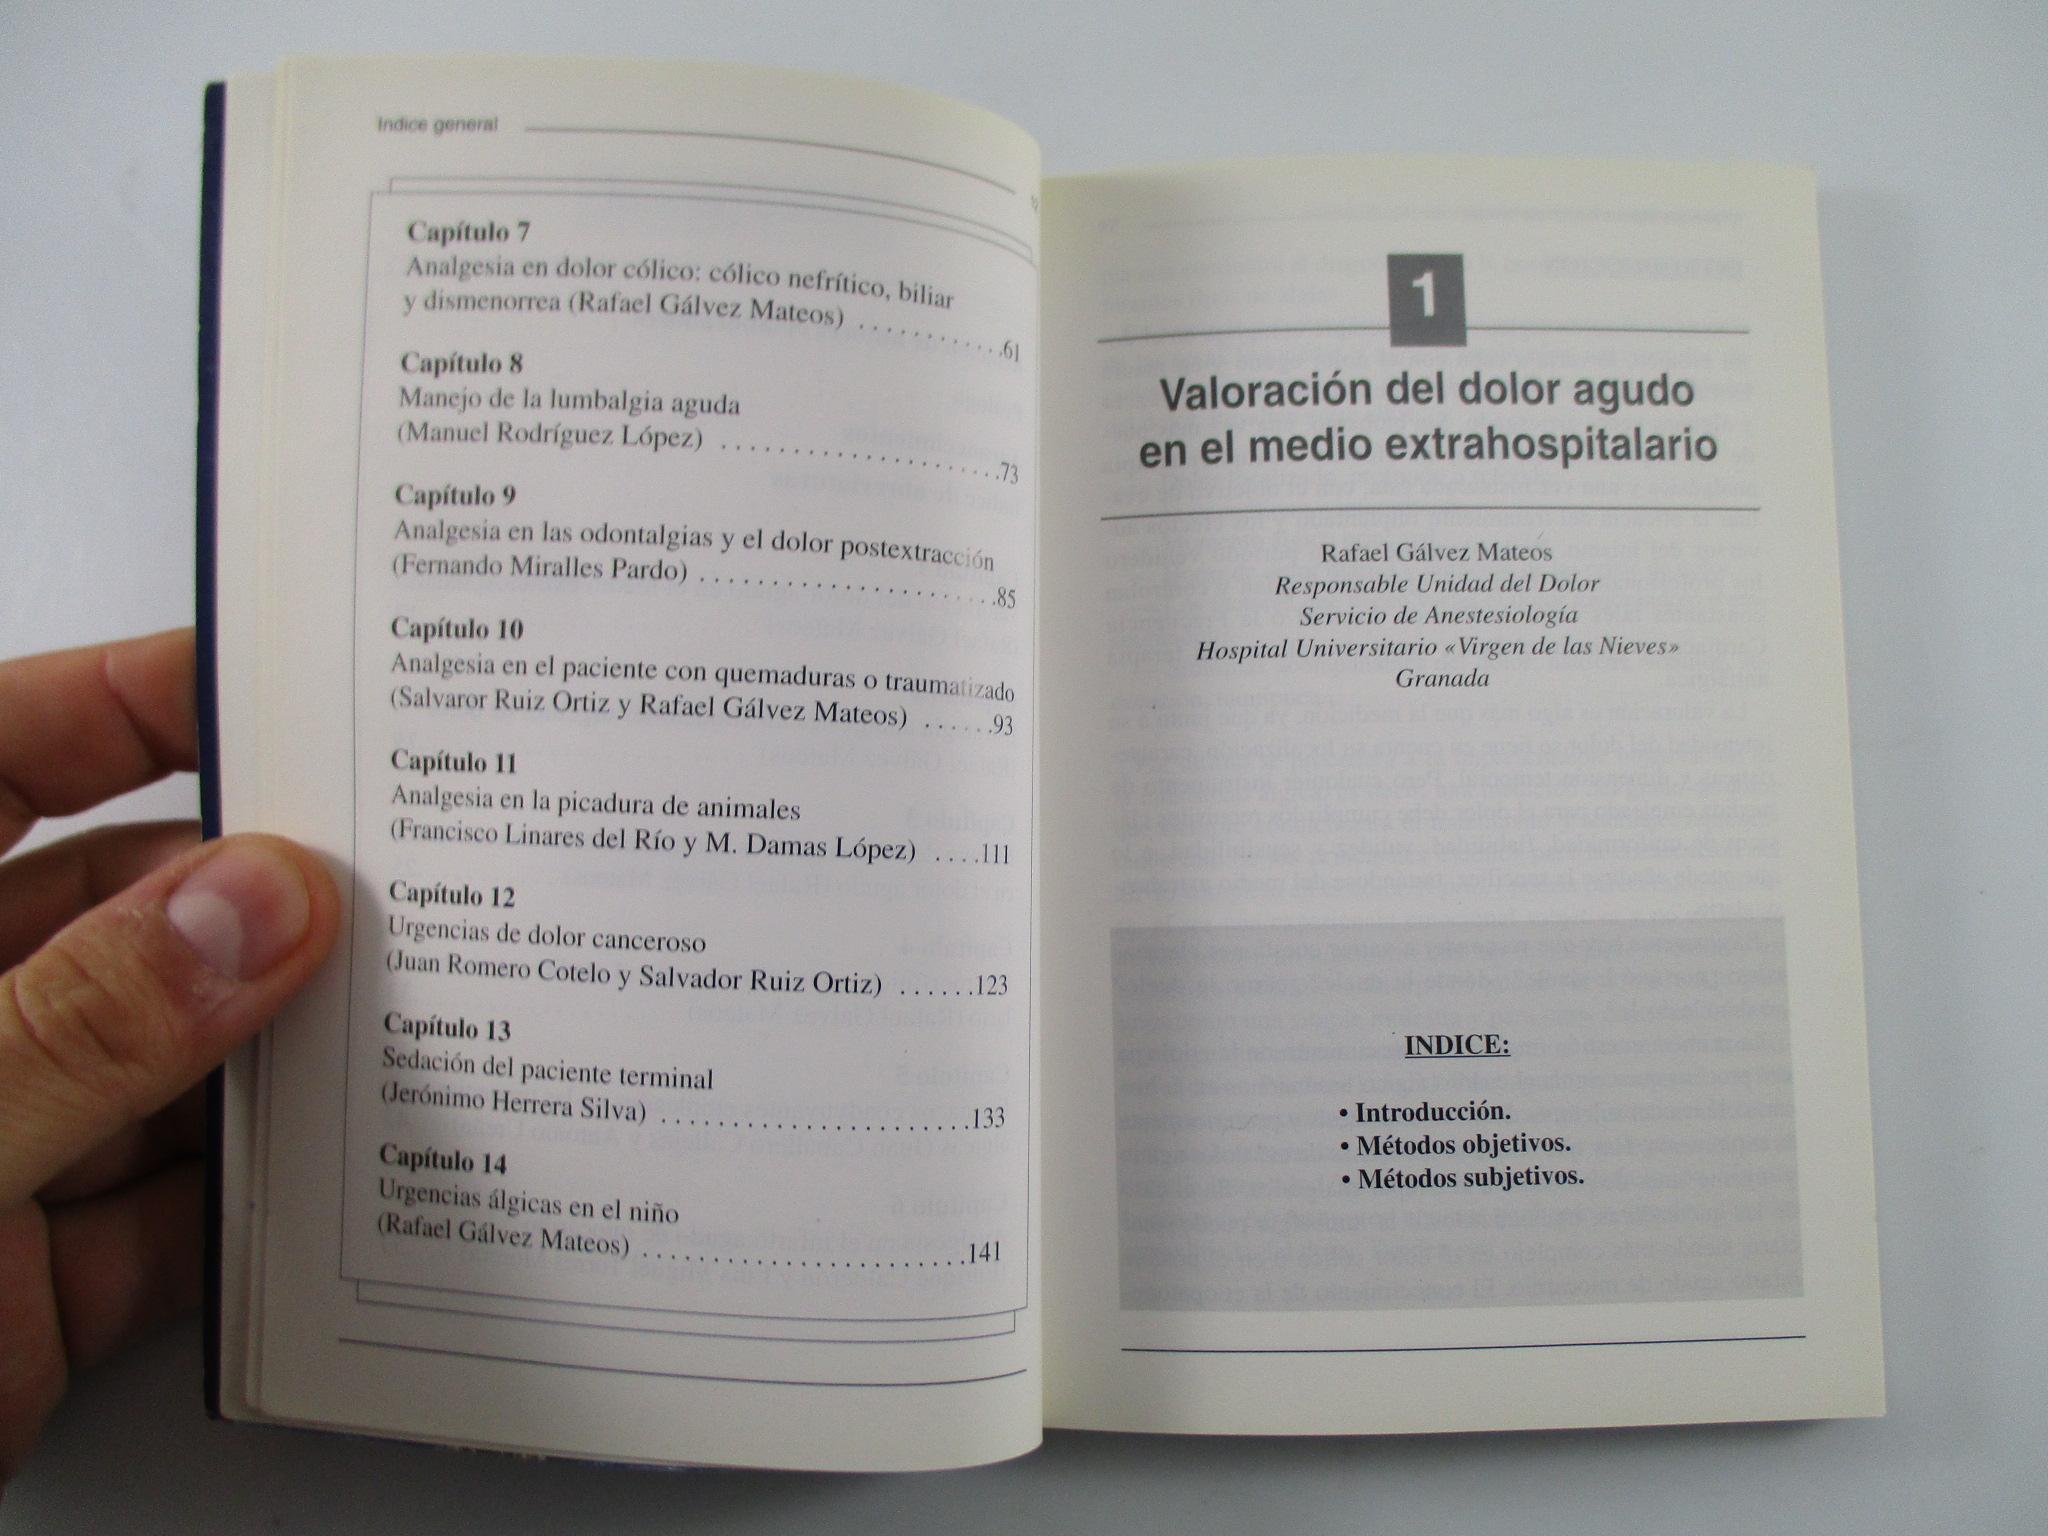 Indice general
Capítulo 7
Analgesia en dolor cólico: cólico nefrítico, biliar
y dismenorrea (Rafael Gálvez Mateos) . . . . . . . . . . .61
Capítulo 8
Manejo de la lumbalgia aguda
(Manuel Rodríguez López) . . . . . . . . . . . . . . . . . . . . .73
Capítulo 9
Analgesia en las odontalgias y el dolor postextracción
(Fernando Miralles Pardo) . . . . . . . . . . . . . . . . . . . . . .85
Capítulo 10
Analgesia en el paciente con quemaduras o traumatizado
(Salvaror Ruiz Ortiz y Rafael Gálvez Mateos) . . . . . .93
Capítulo 11
Analgesia en la picadura de animales
(Francisco Linares del Río y M. Damas López) . . . .111
Capítulo 12
Urgencias de dolor canceroso
(Juan Romero Cotelo y Salvador Ruiz Ortiz) . . . . . .123
Capítulo 13
Sedación del paciente terminal
(Jerónimo Herrera Silva) . . . . . . . . . . . . . . . . . . . . . . .133
Capítulo 14
Urgencias álgicas en el niño
(Rafael Gálvez Mateos) . . . . . . . . . . . . . . . . . . . . . . . .141
1
Valoración del dolor agudo
en el medio extrahospitalario
Rafael Gálvez Mateos
Responsable Unidad del Dolor
Servicio de Anestesiología
Hospital Universitario «Virgen de las Nieves»
Granada
INDICE:
• Introducción.
• Métodos objetivos.
• Métodos subjetivos.